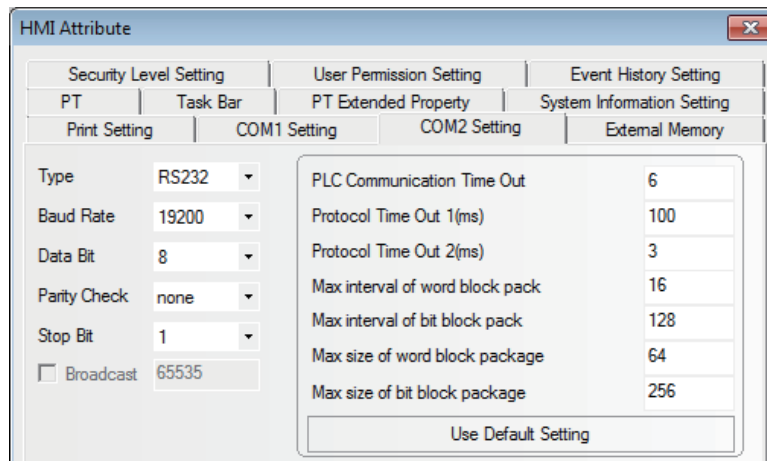 HMI Attribute
Security Level Setting User Permission Setting Event History Setting
PT Task Bar PT Extended Property System Information Setting
Print Setting COM1 Setting COM2 Setting External Memory
Type RS232
Baud Rate 19200
Data Bit 8
Parity Check none
Stop Bit 1
Broadcast 65535
PLC Communication Time Out 6
Protocol Time Out 1(ms) 100
Protocol Time Out 2(ms) 3
Max interval of word block pack 16
Max interval of bit block pack 128
Max size of word block package 64
Max size of bit block package 256
Use Default Setting